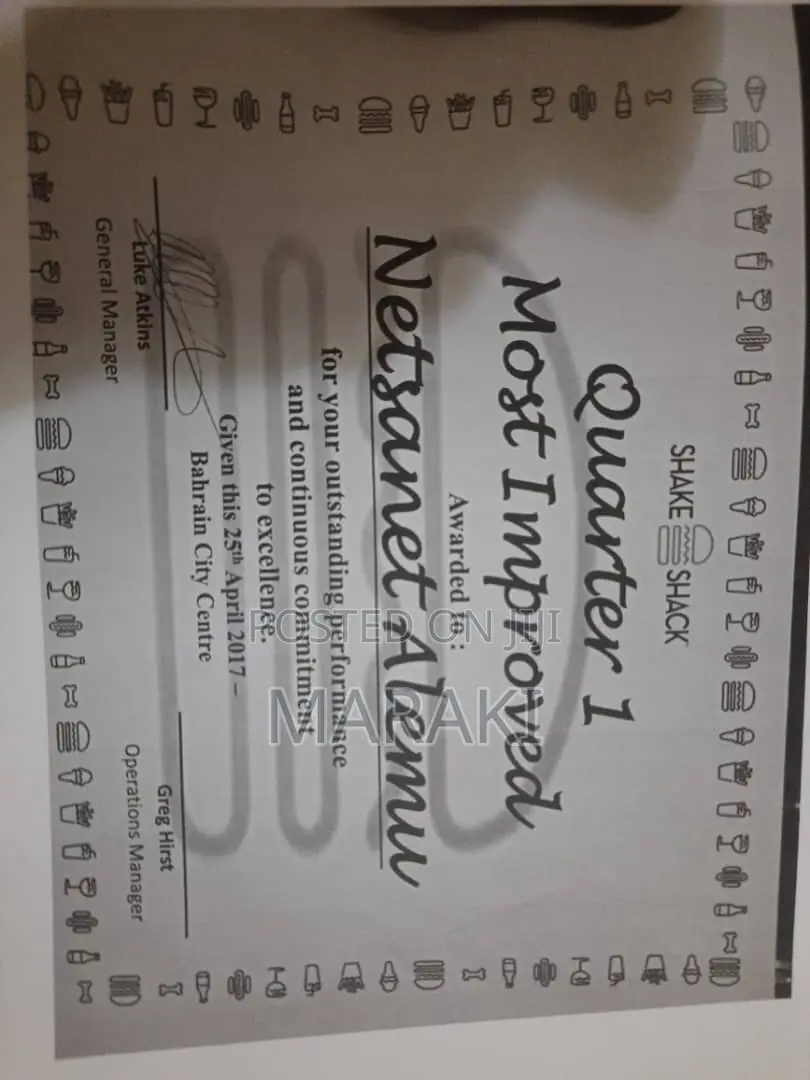 SHAKE SHACK
Quarter 1
Most Improved
Awarded to :
Netsanet Alemu
for your outstanding performance
and continuous commitment
to excellence.
Given this 25th April 2017 –
Bahrain City Centre
Luke Atkins
General Manager
Greg Hirst
Operations Manager
POSTED ON JIJI
MARAKI